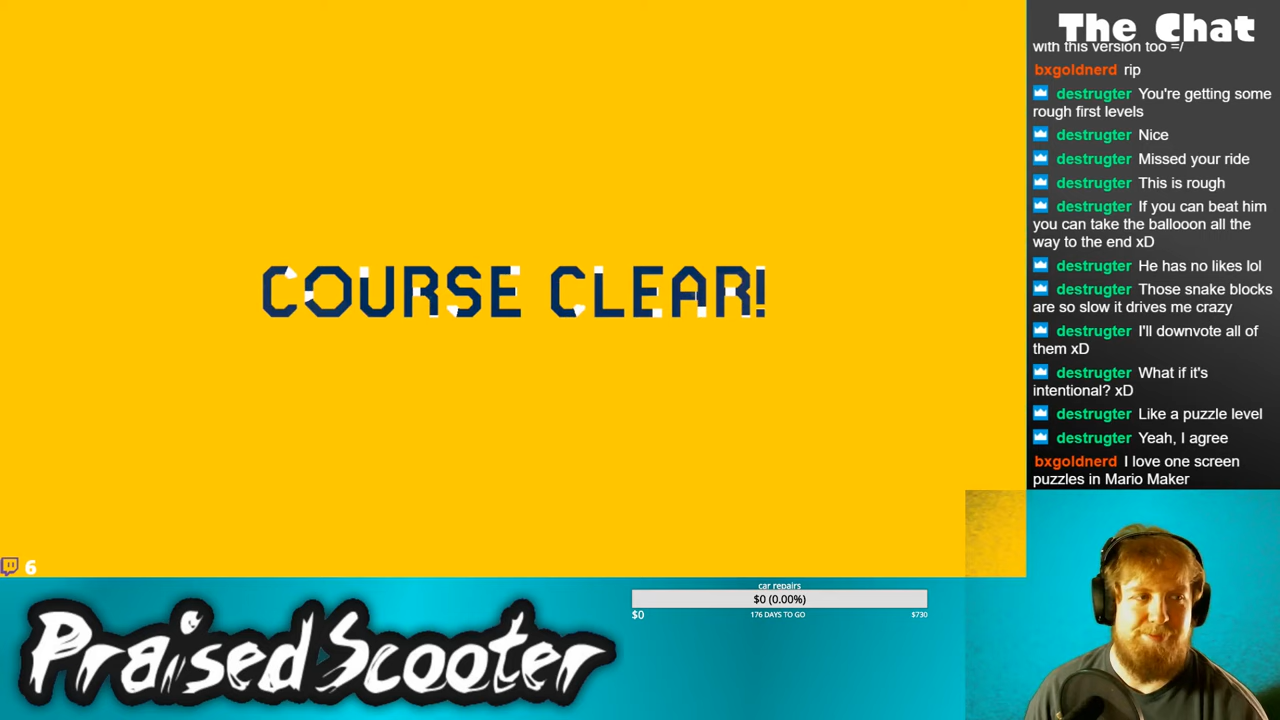 The Chat
with this version too =/
bxgoldnerd rip
destrugter You're getting some
rough first levels
destrugter Nice
destrugter Missed your ride
destrugter This is rough
destrugter If you can beat him
you can take the ballooon all the
way to the end xD
destrugter He has no likes lol
destrugter Those snake blocks
are so slow it drives me crazy
destrugter I'll downvote all of
them xD
destrugter What if it's
intentional? xD
destrugter Like a puzzle level
destrugter Yeah, I agree
bxgoldnerd I love one screen
puzzles in Mario Maker
COURSE CLEAR!
6
PraisedScooter
car repairs
$0 (0.00%)
$0 176 DAYS TO GO $730